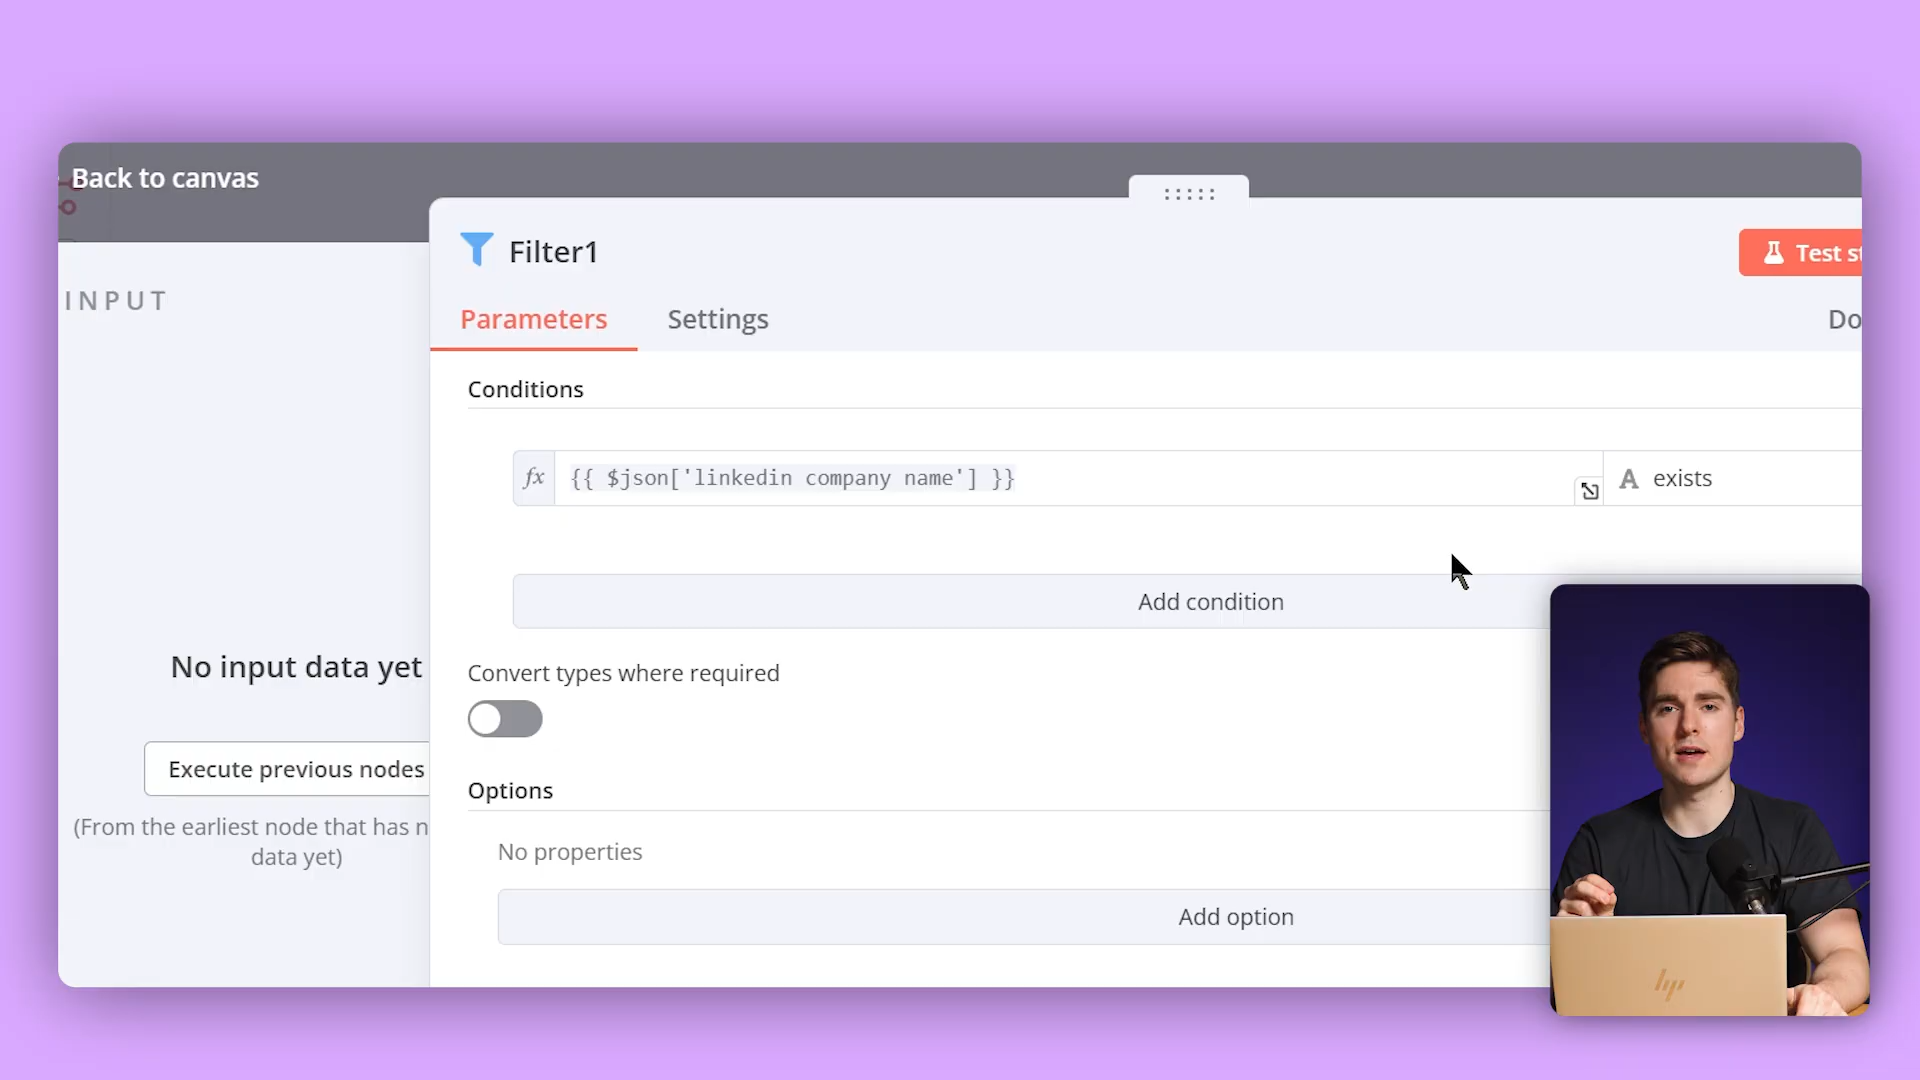 Back to canvas
INPUT
No input data yet
Execute previous nodes
(From the earliest node that has n
data yet)
Filter1
Test st
Parameters
Settings
Do
Conditions
fx
{{ $json['linkedin company name'] }}
A exists
Add condition
Convert types where required
Options
No properties
Add option
hp